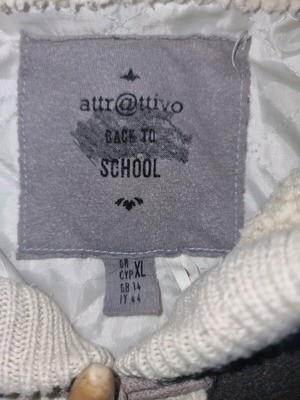 attr@ttivo
BACK TO
SCHOOL
GR
CYP XL
GB 14
IT 44